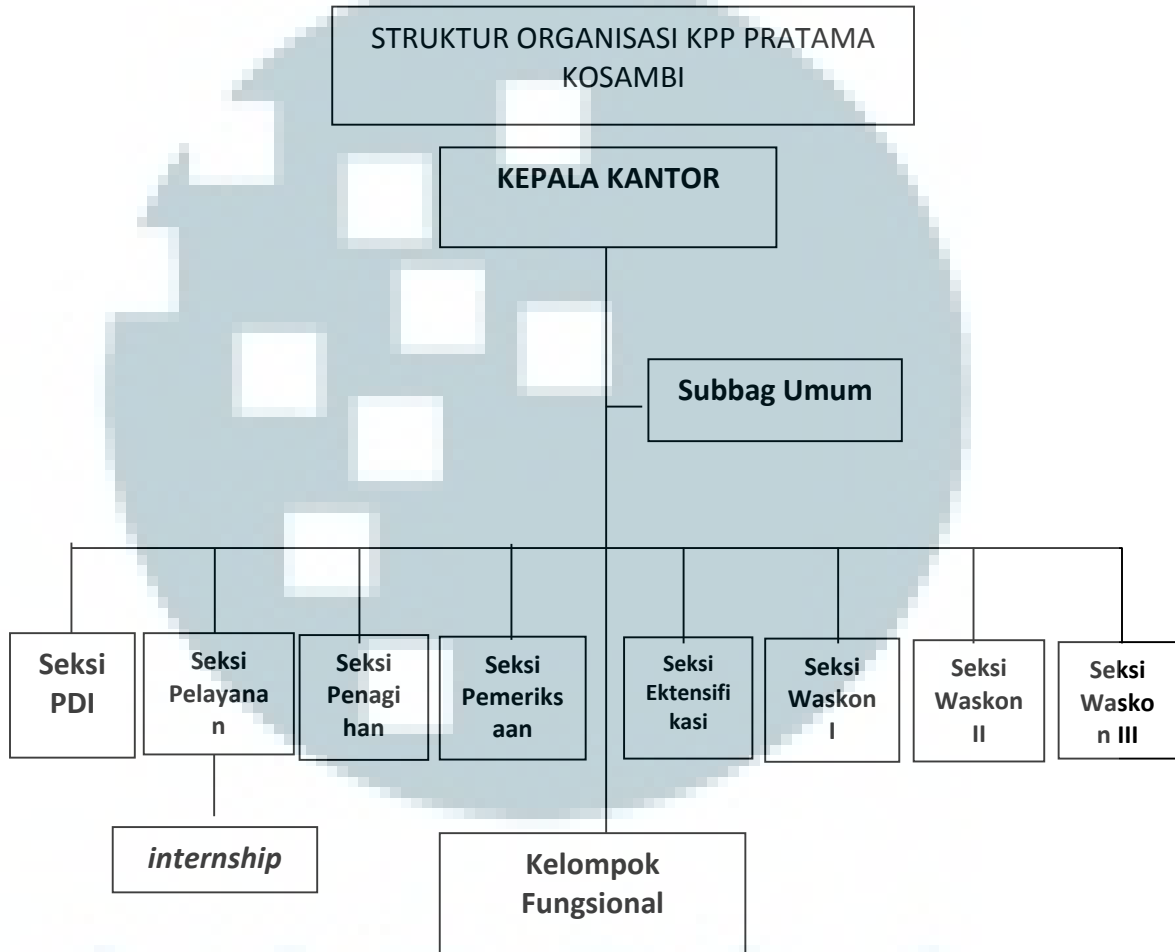 STRUKTUR ORGANISASI KPP PRATAMA
KOSAMBI
KEPALA KANTOR
Subbag Umum
Seksi
PDI
Seksi
Pelayana
n
Seksi
Penagi
han
Seksi
Pemeriks
aan
Seksi
Ektensifi
kasi
Seksi
Waskon
I
Seksi
Waskon
II
Seksi
Wasko
n III
internship
Kelompok
Fungsional